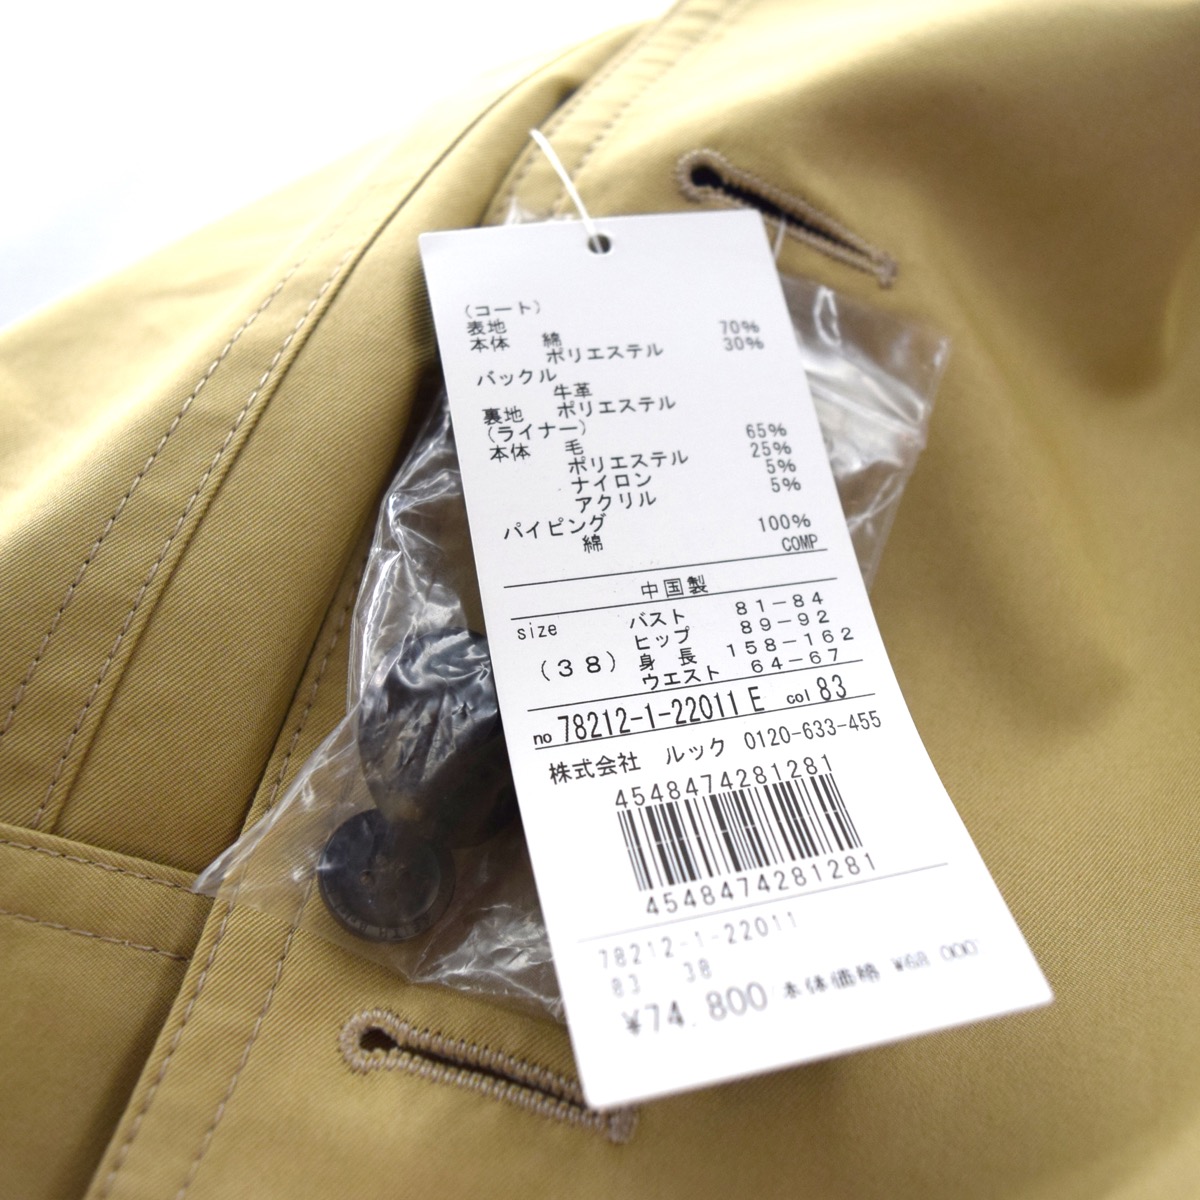 (コート)
表地
本体 綿 70%
ポリエステル 30%
バックル
牛革
裏地 ポリエステル
(ライナー)
本体 毛 65%
ポリエステル 25%
ナイロン 5%
アクリル 5%
パイピング
綿 100%
COMP
中国製
size バスト 81-84
ヒップ 89-92
(38) 身長 158-162
ウエスト 64-67
no 78212-1-22011 E col 83
株式会社 ルック 0120-633-455
4548474281281
4548474281281
78212-1-22011
83 38
¥74,800 本体価格 ¥68,000